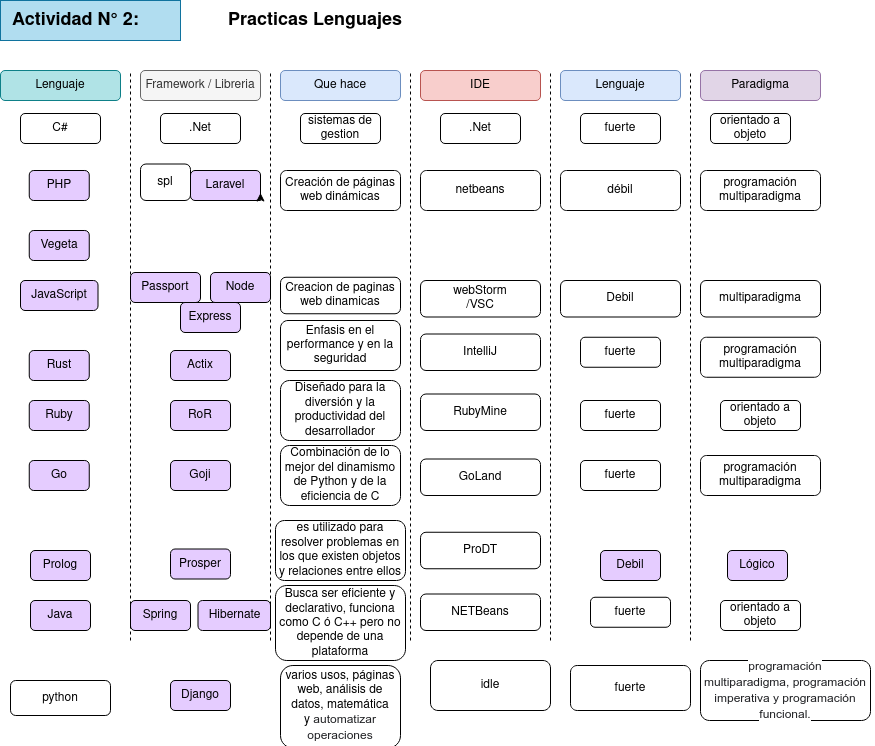 Actividad N° 2:
Practicas Lenguajes
Lenguaje
Framework / Libreria
Que hace
IDE
Lenguaje
Paradigma
C#
.Net
sistemas de
gestion
.Net
fuerte
orientado a
objeto
PHP
spl
Laravel
Creación de páginas
web dinámicas
netbeans
débil
programación
multiparadigma
Vegeta
JavaScript
Passport
Node
Express
Creacion de paginas
web dinamicas
webStorm
/VSC
Debil
multiparadigma
Rust
Actix
Enfasis en el
performance y en la
seguridad
IntelliJ
fuerte
programación
multiparadigma
Ruby
RoR
Diseñado para la
diversión y la
productividad del
desarrollador
RubyMine
fuerte
orientado a
objeto
Go
Goji
Combinación de lo
mejor del dinamismo
de Python y de la
eficiencia de C
GoLand
fuerte
programación
multiparadigma
Prolog
Prosper
es utilizado para
resolver problemas en
los que existen objetos
y relaciones entre ellos
ProDT
Debil
Lógico
Java
Spring
Hibernate
Busca ser eficiente y
declarativo, funciona
como C ó C++ pero no
depende de una
plataforma
NETBeans
fuerte
orientado a
objeto
python
Django
varios usos, páginas
web, análisis de
datos, matemática
y automatizar
operaciones
idle
fuerte
programación
multiparadigma, programación
imperativa y programación
funcional.